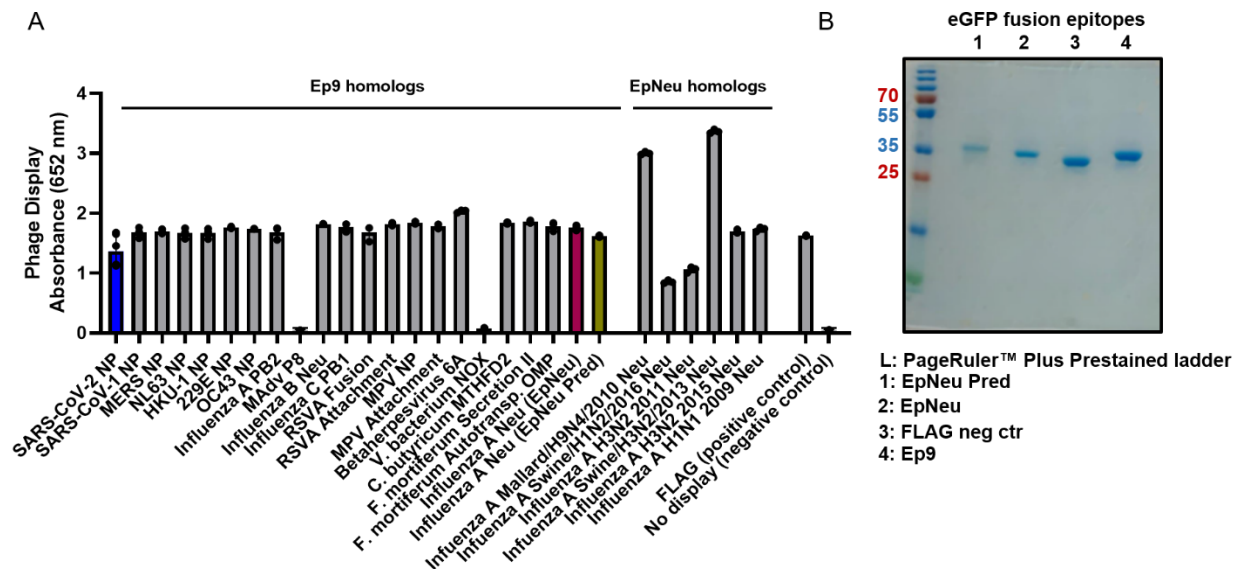 A
Ep9 homologs
EpNeu homologs
Phage Display
Absorbance (652 nm)
4
3
2
1
0
SARS-CoV-2 NP
SARS-CoV-1 NP
MERS NP
NL63 NP
HKU-1 NP
229E NP
OC43 NP
Influenza A PB2
MAdv P8
Influenza B Neu
Influenza C PB1
RSVA Fusion
RSVA Attachment
MPV NP
MPV Attachment
Betaherpesvirus 6A
V. bacterium NOX
C. butyricum MTHFD2
F. mortiferum Secretion II
F. mortiferum Autotransp. OMP
Influenza A Neu (EpNeu)
Influenza A Neu (EpNeu Pred)
Infuenza A Mallard/H9N4/2010 Neu
Infuenza A Swine/H1N2/2016 Neu
Influenza A H3N2 2011 Neu
Infuenza A Swine/H3N2/2013 Neu
Influenza A H3N2 2015 Neu
Influenza A H1N1 2009 Neu
FLAG (positive control)
No display (negative control)
B
eGFP fusion epitopes
1 2 3 4
70
55
35
25
L: PageRuler™ Plus Prestained ladder
1: EpNeu Pred
2: EpNeu
3: FLAG neg ctr
4: Ep9